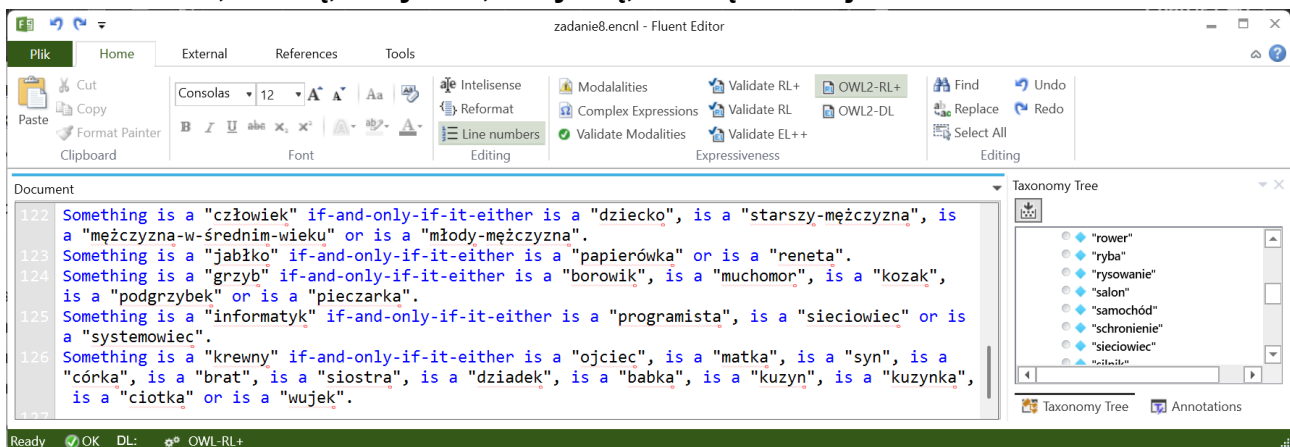 zadanie8.encnl - Fluent Editor
Plik Home External References Tools
Paste
Cut
Copy
Format Painter
Clipboard
Consolas 12 A A Aa
B I U abc X₂ X² A aby A
Font
Intelisense
Reformat
Line numbers
Editing
Modalalities
Complex Expressions
Validate Modalities
Validate RL+
Validate RL
Validate EL++
OWL2-RL+
OWL2-DL
Expressiveness
Find
Replace
Select All
Undo
Redo
Editing
Document
122 Something is a "człowiek" if-and-only-if-it-either is a "dziecko", is a "starszy-mężczyzna", is
a "mężczyzna-w-średnim-wieku" or is a "młody-mężczyzna".
123 Something is a "jabłko" if-and-only-if-it-either is a "papierówka" or is a "reneta".
124 Something is a "grzyb" if-and-only-if-it-either is a "borowik", is a "muchomor", is a "kozak",
is a "podgrzybek" or is a "pieczarka".
125 Something is a "informatyk" if-and-only-if-it-either is a "programista", is a "sieciowiec" or is
a "systemowiec".
126 Something is a "krewny" if-and-only-if-it-either is a "ojciec", is a "matka", is a "syn", is a
"córka", is a "brat", is a "siostra", is a "dziadek", is a "babka", is a "kuzyn", is a "kuzynka",
is a "ciotka" or is a "wujek".
127
Taxonomy Tree
"rower"
"ryba"
"rysowanie"
"salon"
"samochód"
"schronienie"
"sieciowiec"
"silnik"
Taxonomy Tree Annotations
Ready OK DL: OWL-RL+